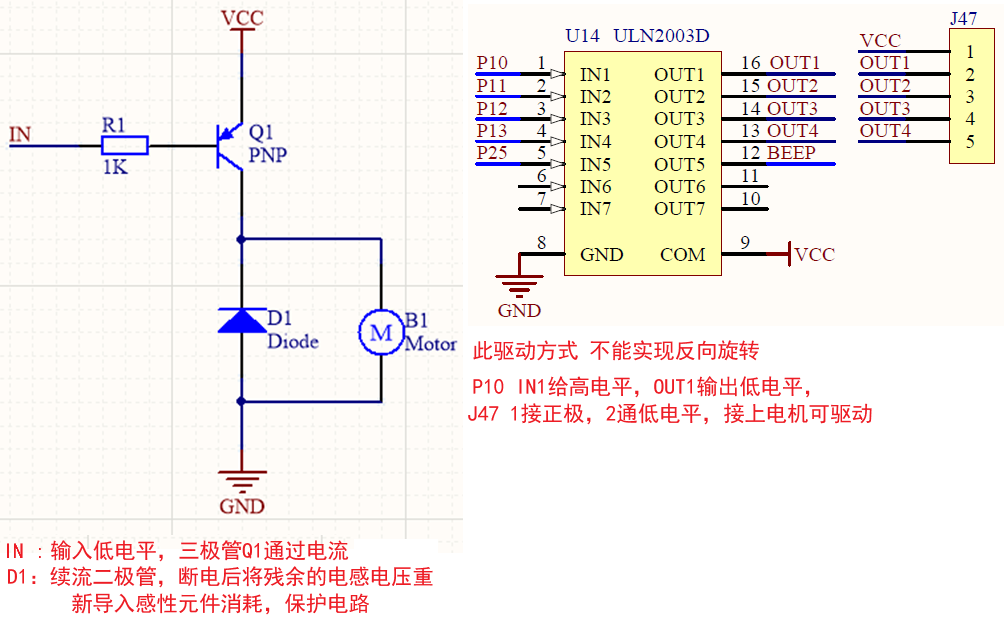 VCC
IN
R1
1K
Q1
PNP
D1
Diode
M
B1
Motor
GND
IN : 输入低电平, 三极管Q1通过电流
D1: 续流二极管, 断电后将残余的电感电压重
新导入感性元件消耗, 保护电路
U14 ULN2003D
P10 1 IN1 OUT1 16 OUT1
P11 2 IN2 OUT2 15 OUT2
P12 3 IN3 OUT3 14 OUT3
P13 4 IN4 OUT4 13 OUT4
P25 5 IN5 OUT5 12 BEEP
6 IN6 OUT6 11
7 IN7 OUT7 10
8 GND COM 9 VCC
GND
J47
VCC 1
OUT1 2
OUT2 3
OUT3 4
OUT4 5
此驱动方式 不能实现反向旋转
P10 IN1给高电平, OUT1输出低电平,
J47 1接正极, 2通低电平, 接上电机可驱动